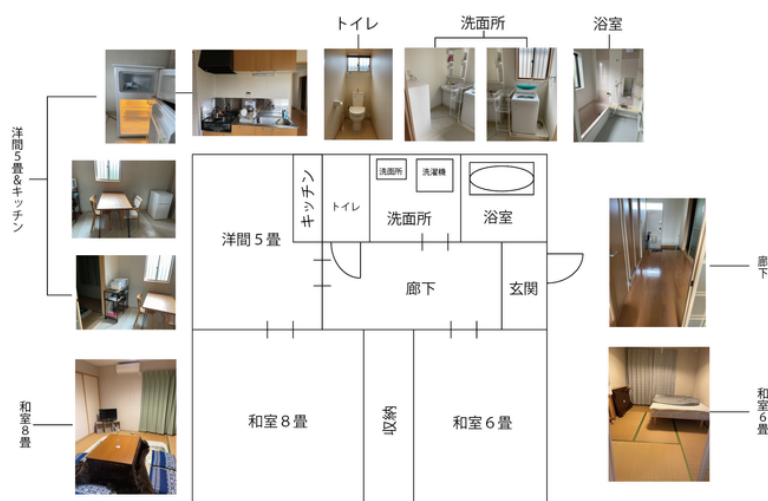 トイレ
洗面所
浴室
洋間5畳&キッチン
洗面所
洗濯機
キッチン
トイレ
洗面所
浴室
洋間5畳
廊下
玄関
廊下
和室8畳
和室8畳
収納
和室6畳
和室6畳